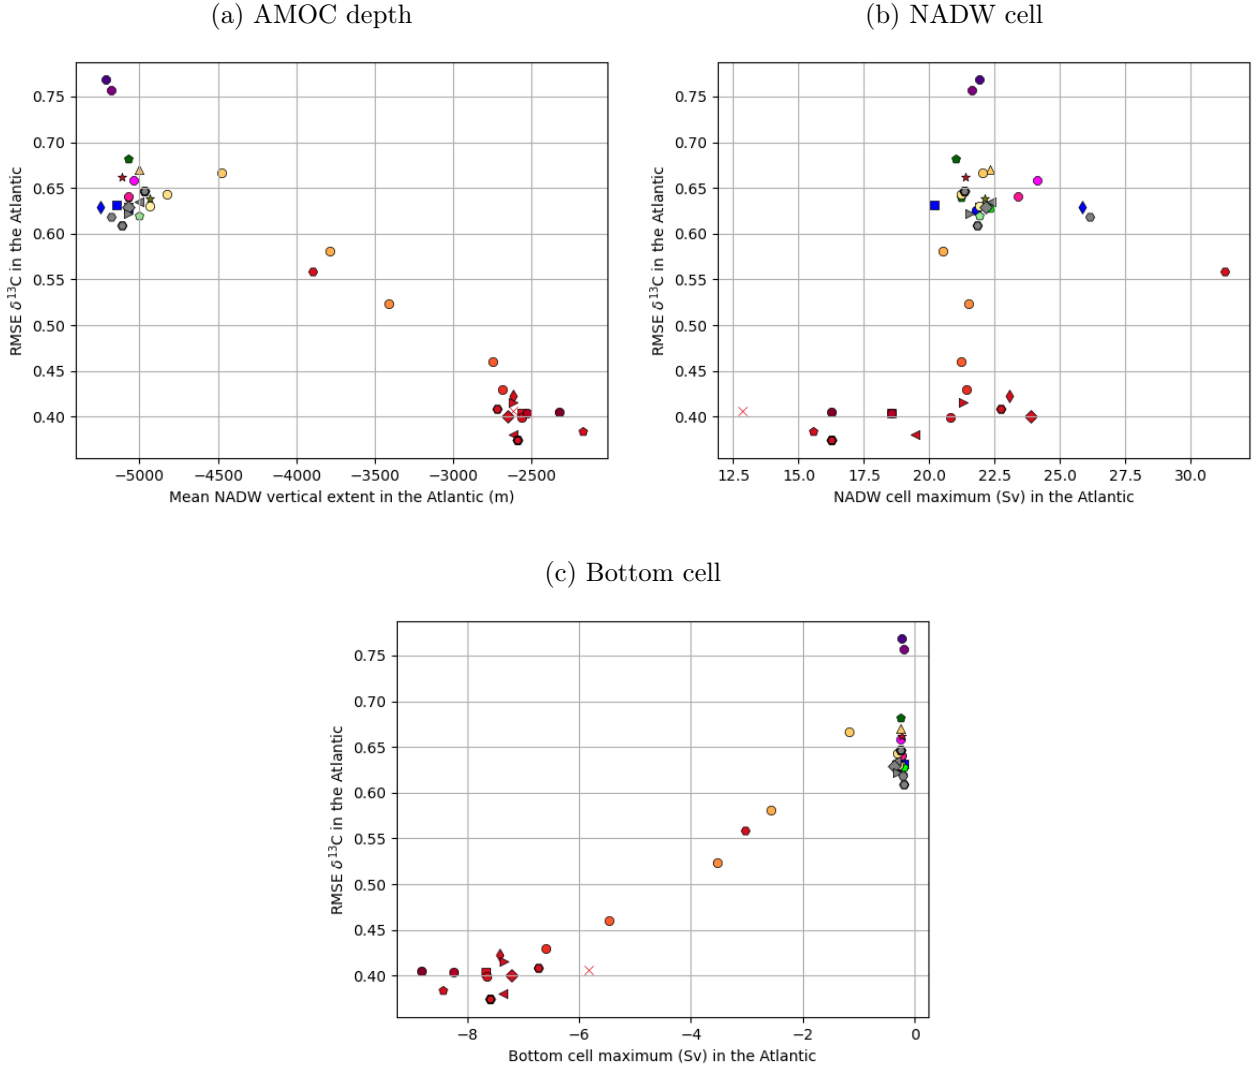 (a) AMOC depth
RMSE δ¹³C in the Atlantic
0.75
0.70
0.65
0.60
0.55
0.50
0.45
0.40
−5000 −4500 −4000 −3500 −3000 −2500
Mean NADW vertical extent in the Atlantic (m)
(b) NADW cell
RMSE δ¹³C in the Atlantic
0.75
0.70
0.65
0.60
0.55
0.50
0.45
0.40
12.5 15.0 17.5 20.0 22.5 25.0 27.5 30.0
NADW cell maximum (Sv) in the Atlantic
(c) Bottom cell
RMSE δ¹³C in the Atlantic
0.75
0.70
0.65
0.60
0.55
0.50
0.45
0.40
−8 −6 −4 −2 0
Bottom cell maximum (Sv) in the Atlantic